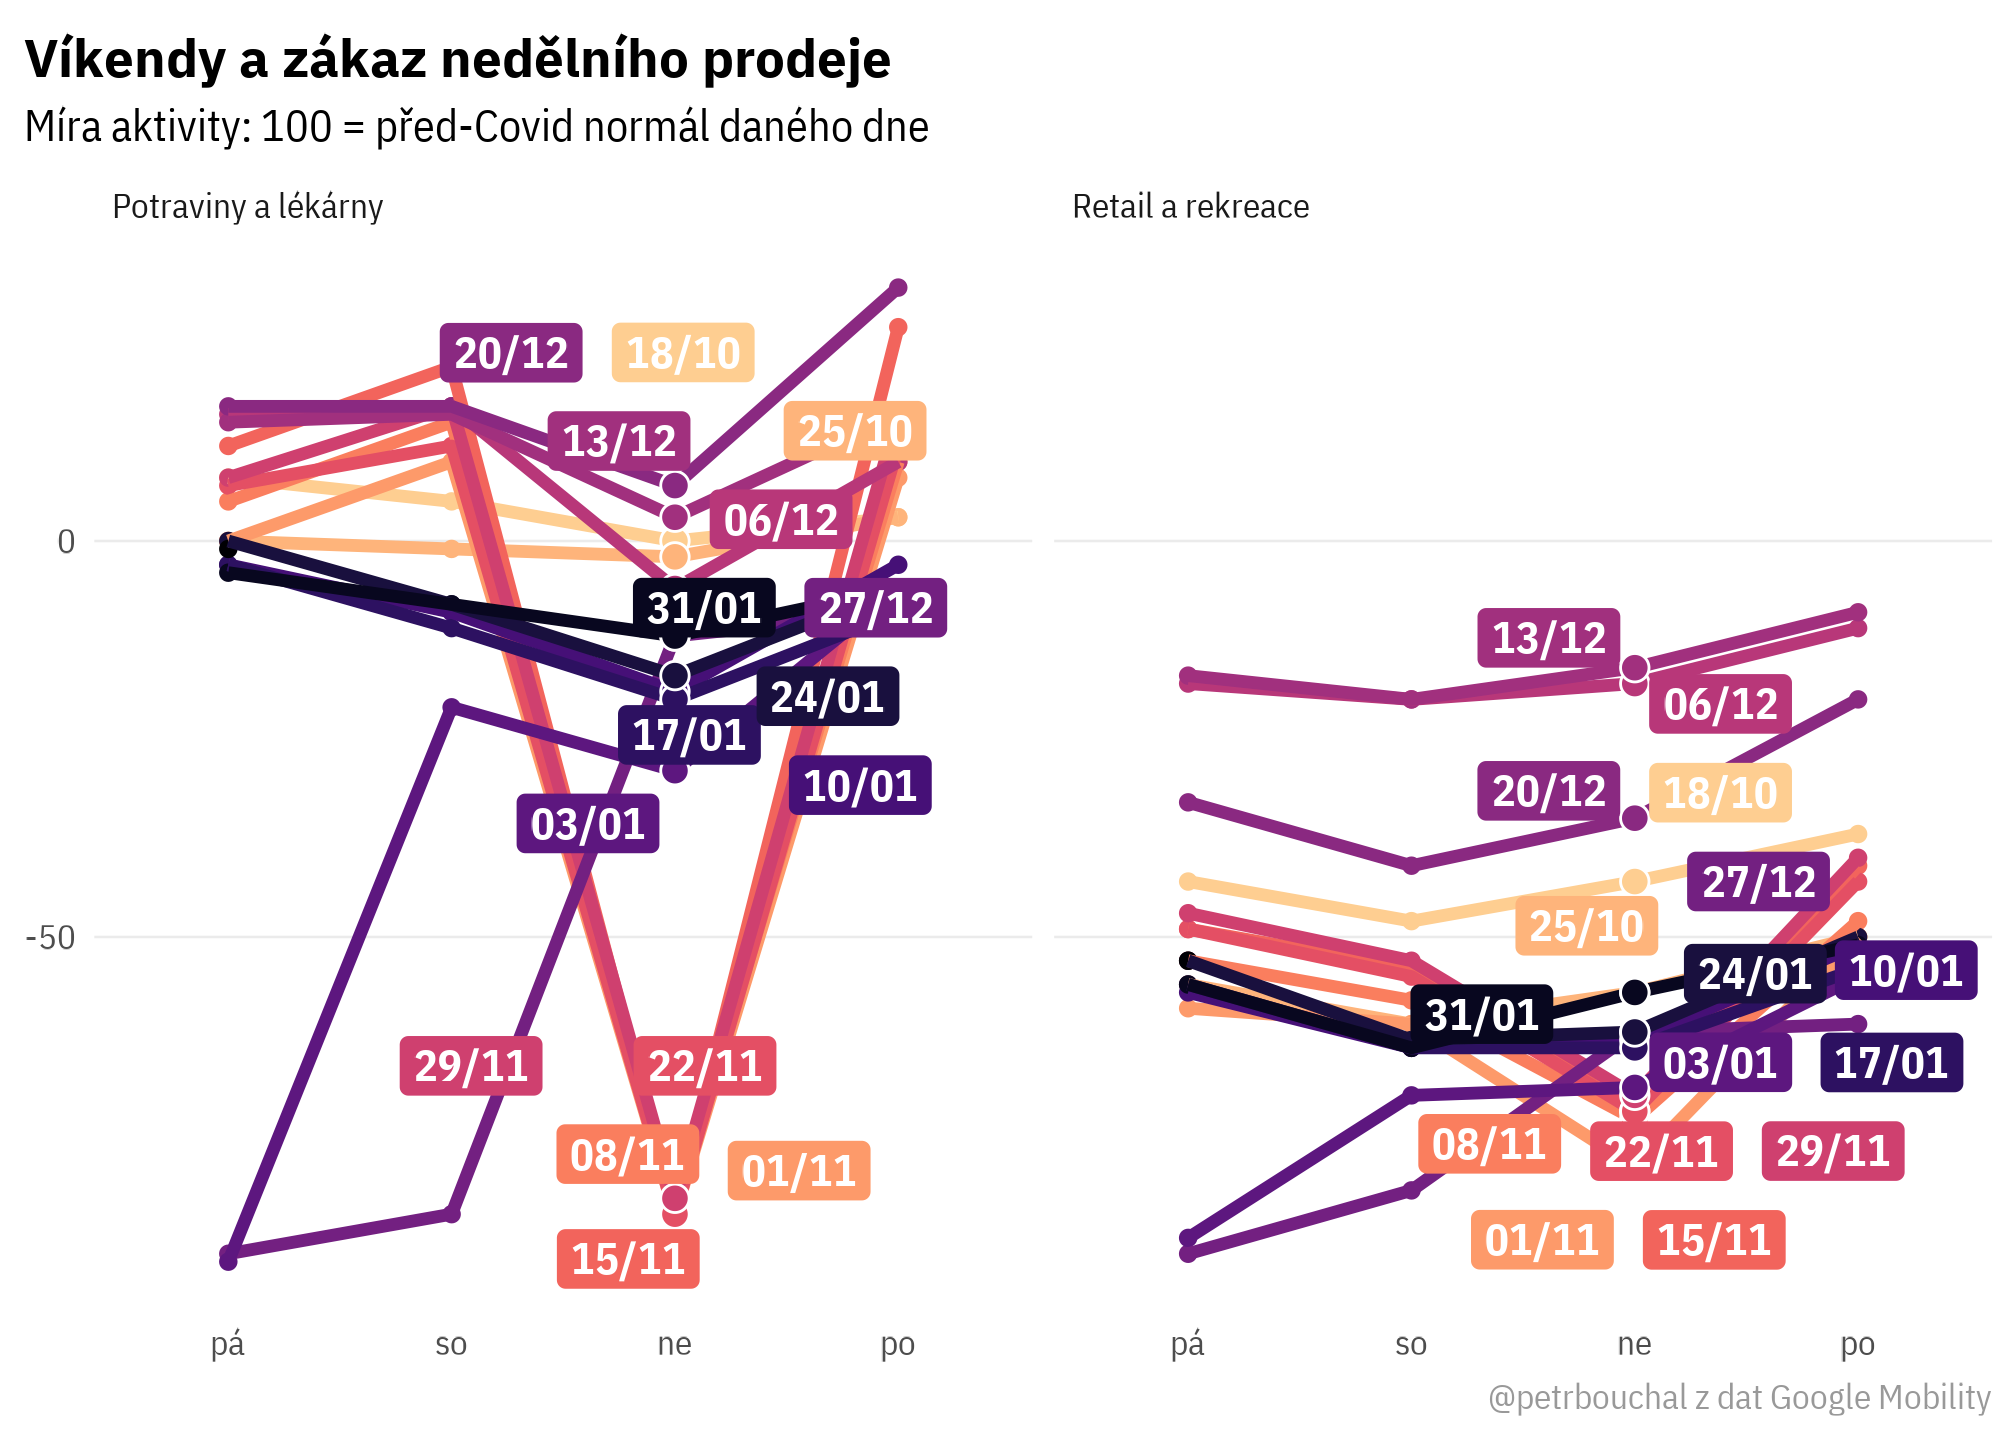 Víkendy a zákaz nedělního prodeje
Míra aktivity: 100 = před-Covid normál daného dne
Potraviny a lékárny
Retail a rekreace
20/12
18/10
13/12
25/10
06/12
0
31/01
27/12
24/01
17/01
10/01
03/01
-50
29/11
22/11
08/11
01/11
15/11
13/12
06/12
20/12
18/10
27/12
25/10
24/01
10/01
31/01
03/01
17/01
08/11
22/11
29/11
01/11
15/11
pá
so
ne
po
pá
so
ne
po
@petrbouchal z dat Google Mobility